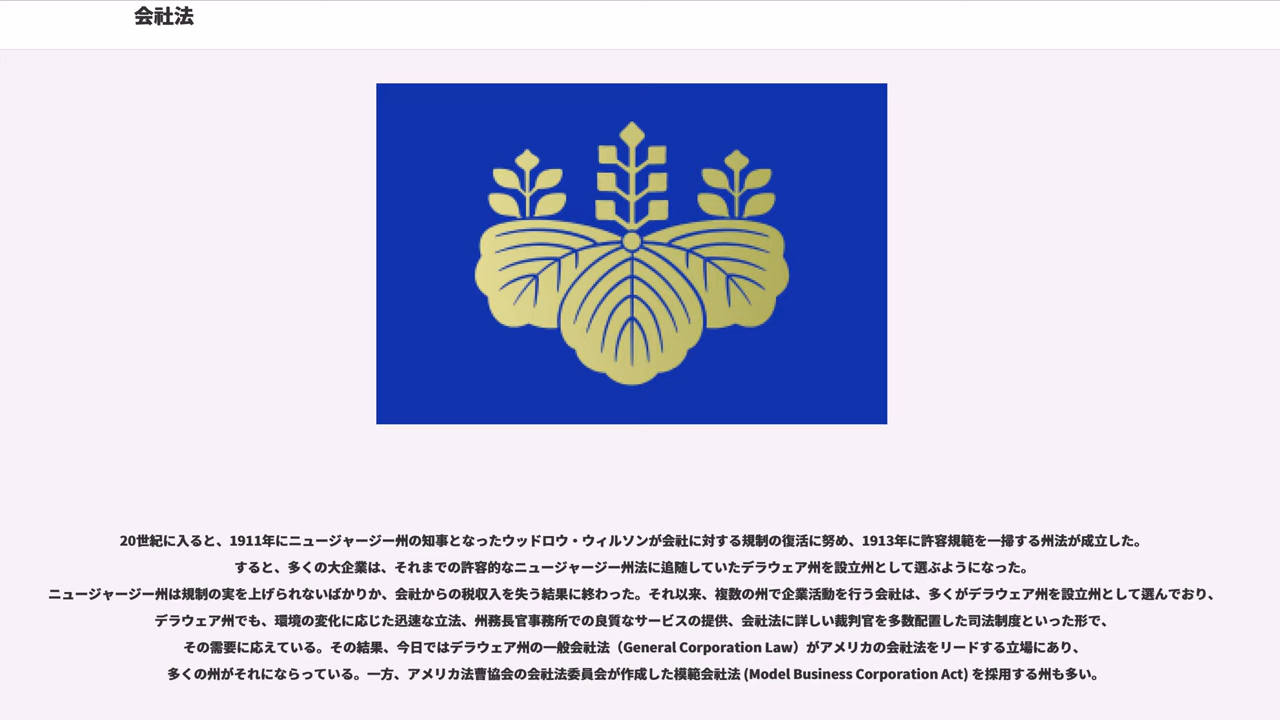 会社法
20世紀に入ると、1911年にニュージャージー州の知事となったウッドロウ・ウィルソンが会社に対する規制の復活に努め、1913年に許容規範を一掃する州法が成立した。
すると、多くの大企業は、それまでの許容的なニュージャージー州法に追随していたデラウェア州を設立州として選ぶようになった。
ニュージャージー州は規制の実を上げられないばかりか、会社からの税収入を失う結果に終わった。それ以来、複数の州で企業活動を行う会社は、多くがデラウェア州を設立州として選んでおり、
デラウェア州でも、環境の変化に応じた迅速な立法、州務長官事務所での良質なサービスの提供、会社法に詳しい裁判官を多数配置した司法制度といった形で、
その需要に応えている。その結果、今日ではデラウェア州の一般会社法（General Corporation Law）がアメリカの会社法をリードする立場にあり、
多くの州がそれにならっている。一方、アメリカ法曹協会の会社法委員会が作成した模範会社法 (Model Business Corporation Act) を採用する州も多い。